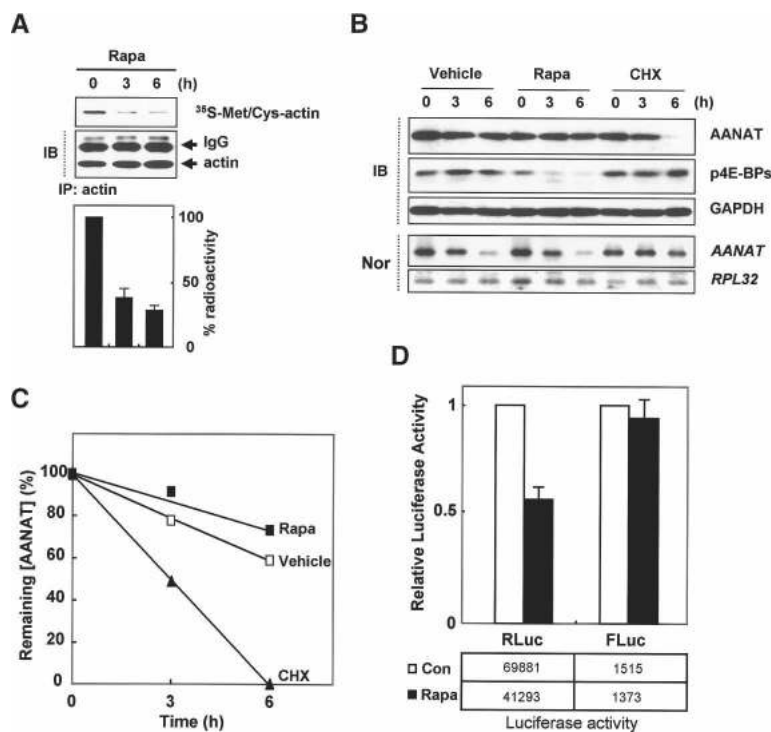 A
Rapa
0 3 6 (h)
³⁵S-Met/Cys-actin
IB
IgG
actin
IP: actin
100
50
0
% radioactivity
B
Vehicle Rapa CHX
0 3 6 0 3 6 0 3 6 (h)
IB
AANAT
p4E-BPs
GAPDH
Nor
AANAT
RPL32
C
Remaining [AANAT] (%)
100
80
60
40
20
0
Rapa
Vehicle
CHX
0 3 6
Time (h)
D
Relative Luciferase Activity
1
0.5
0
RLuc FLuc
Con 69881 1515
Rapa 41293 1373
Luciferase activity